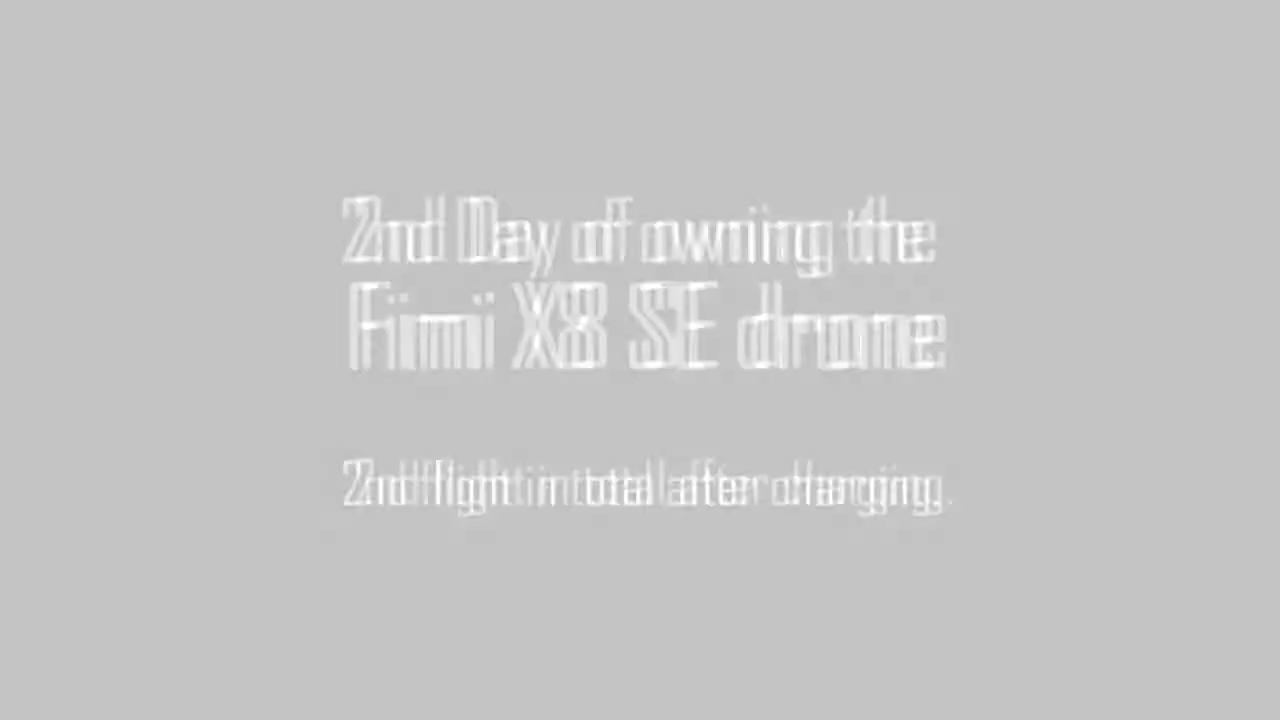 2nd Day of owning the
Fimi X8 SE drone
2nd flight in total after charging.